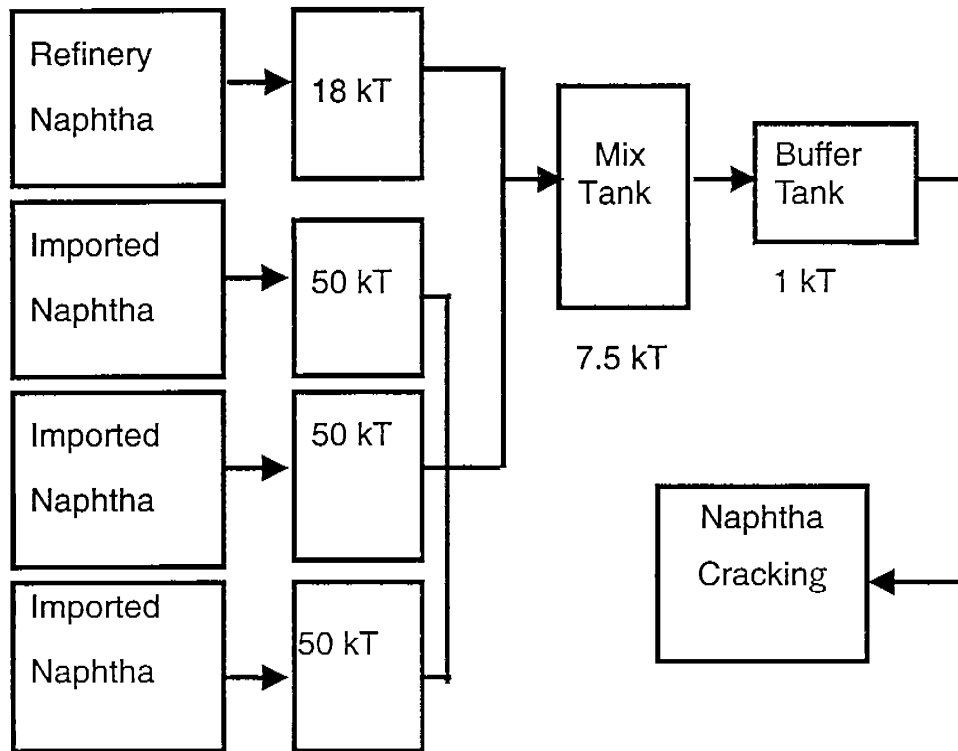 Refinery
Naphtha
18 kT
Mix
Tank
Buffer
Tank
1 kT
7.5 kT
Imported
Naphtha
50 kT
Imported
Naphtha
50 kT
Imported
Naphtha
50 kT
Naphtha
Cracking